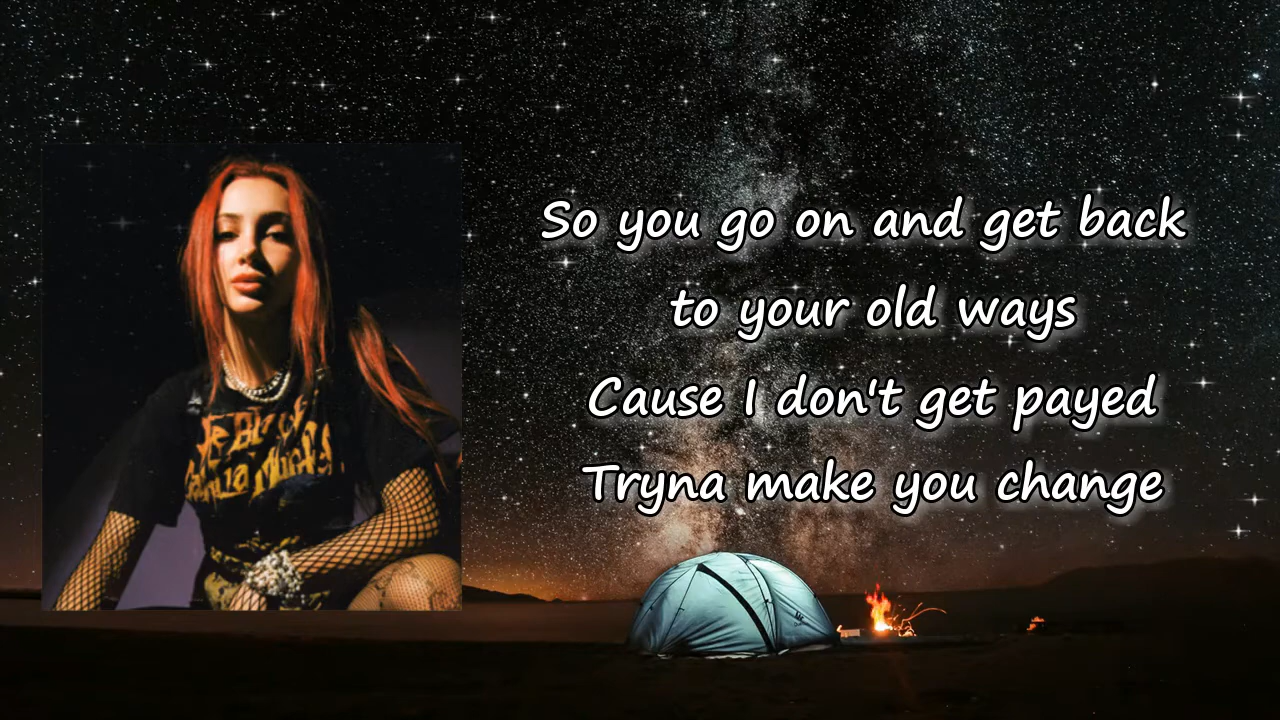 So you go on and get back
to your old ways
Cause I don't get payed
Tryna make you change